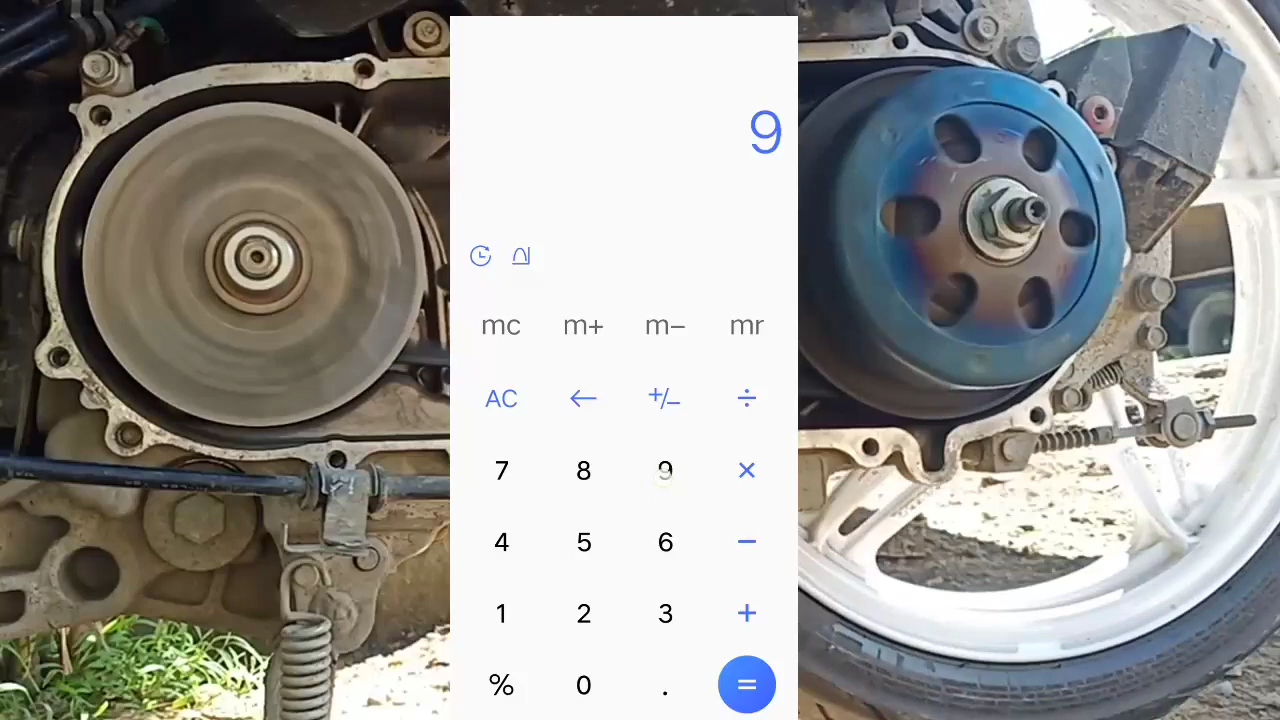 9
mc m+ m− mr
AC ← +/− ÷
7 8 9 ×
4 5 6 −
1 2 3 +
% 0 . =